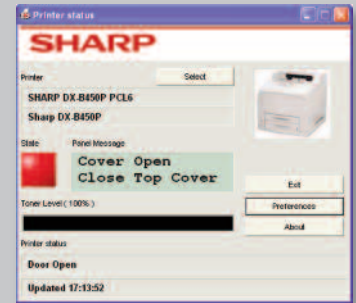 Printer status
SHARP
Printer
Select
SHARP DX-B450P PCL6
Sharp DX-B450P
State
Panel Message
Cover Open
Close Top Cover
Exit
Toner Level ( 100% )
Preferences
About
Printer status
Door Open
Updated 17:13:52